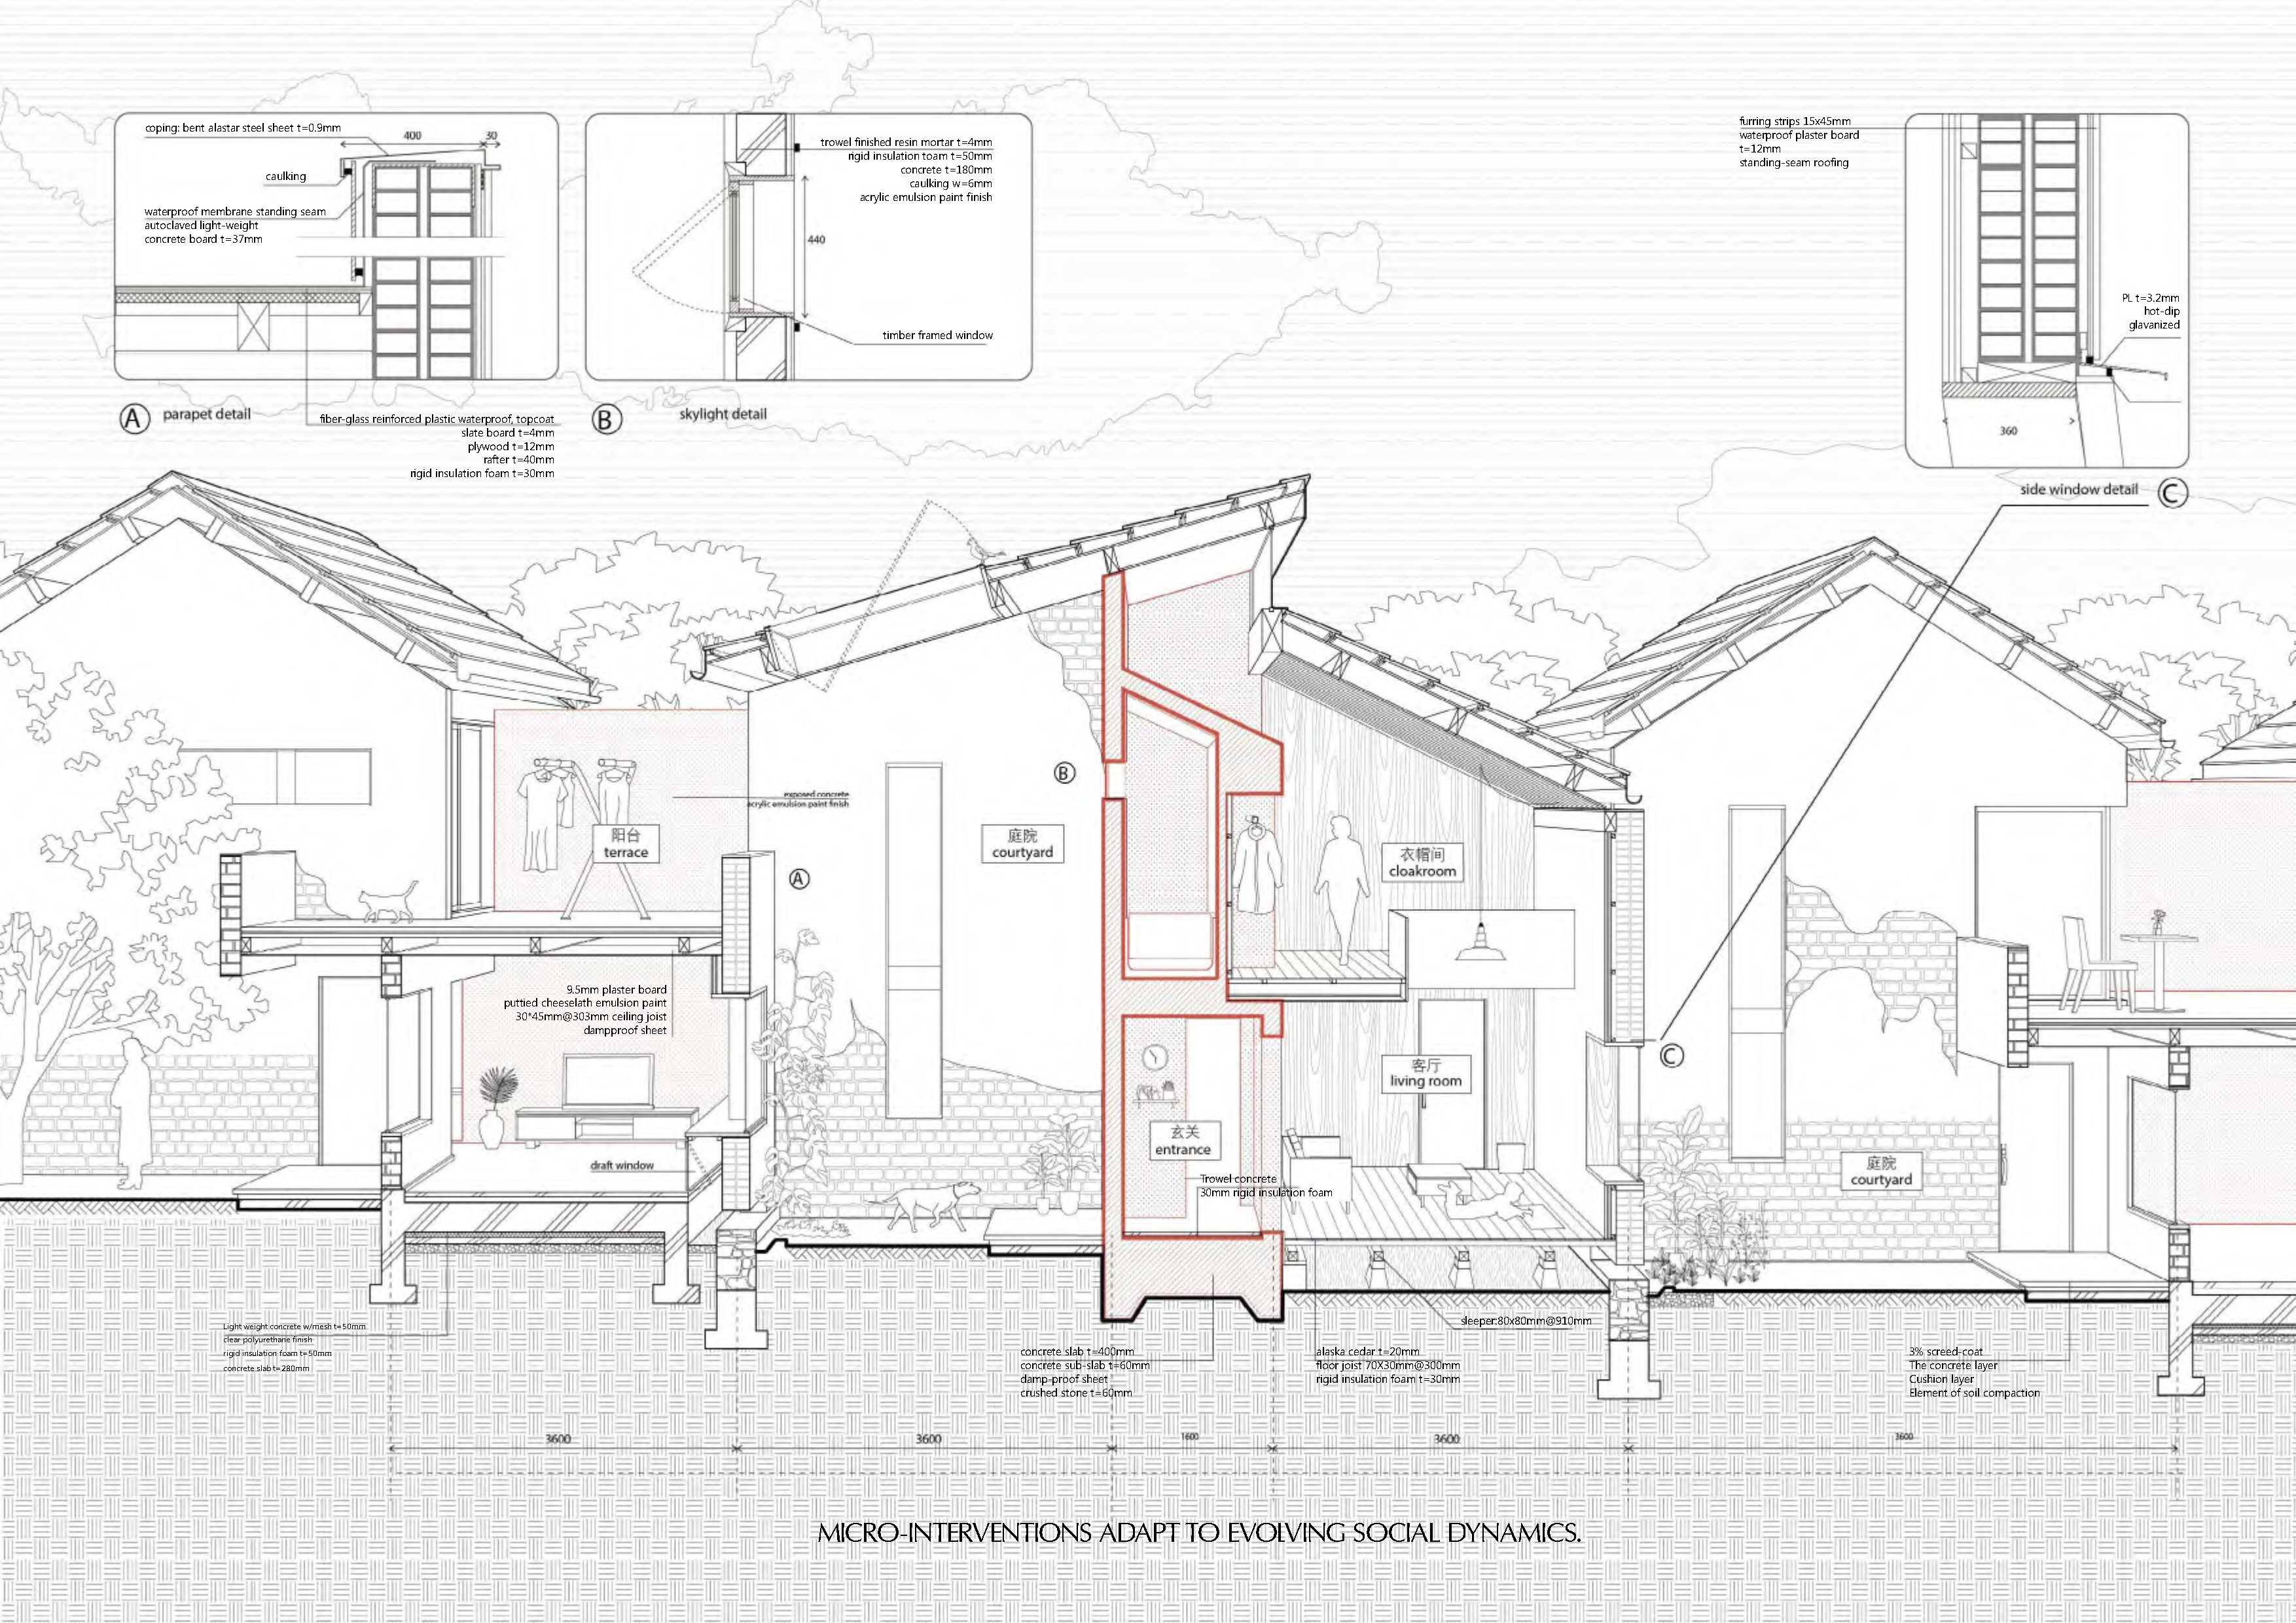 coping: bent alastar steel sheet t=0.9mm
400
30
caulking
waterproof membrane standing seam
autoclaved light-weight
concrete board t=37mm
A
parapet detail
fiber-glass reinforced plastic waterproof, topcoat
slate board t=4mm
plywood t=12mm
rafter t=40mm
rigid insulation foam t=30mm
trowel finished resin mortar t=4mm
rigid insulation foam t=50mm
concrete t=180mm
caulking w=6mm
acrylic emulsion paint finish
440
timber framed window
B
skylight detail
furring strips 15x45mm
waterproof plaster board
t=12mm
standing-seam roofing
PL t=3.2mm
hot-dip
glavanized
360
side window detail
C
exposed concrete
acrylic emulsion paint finish
阳台
terrace
A
庭院
courtyard
B
衣帽间
cloakroom
9.5mm plaster board
puttied cheeselath emulsion paint
30*45mm@303mm ceiling joist
dampproof sheet
客厅
living room
C
玄关
entrance
draft window
Trowel concrete
30mm rigid insulation foam
庭院
courtyard
Light weight concrete w/mesh t=50mm
clear polyurethane finish
rigid insulation foam t=50mm
concrete slab t=280mm
concrete slab t=400mm
concrete sub-slab t=60mm
damp-proof sheet
crushed stone t=60mm
alaska cedar t=20mm
floor joist 70X30mm@300mm
rigid insulation foam t=30mm
sleeper:80x80mm@910mm
3% screed-coat
The concrete layer
Cushion layer
Element of soil compaction
3600
3600
1600
3600
3600
MICRO-INTERVENTIONS ADAPT TO EVOLVING SOCIAL DYNAMICS.